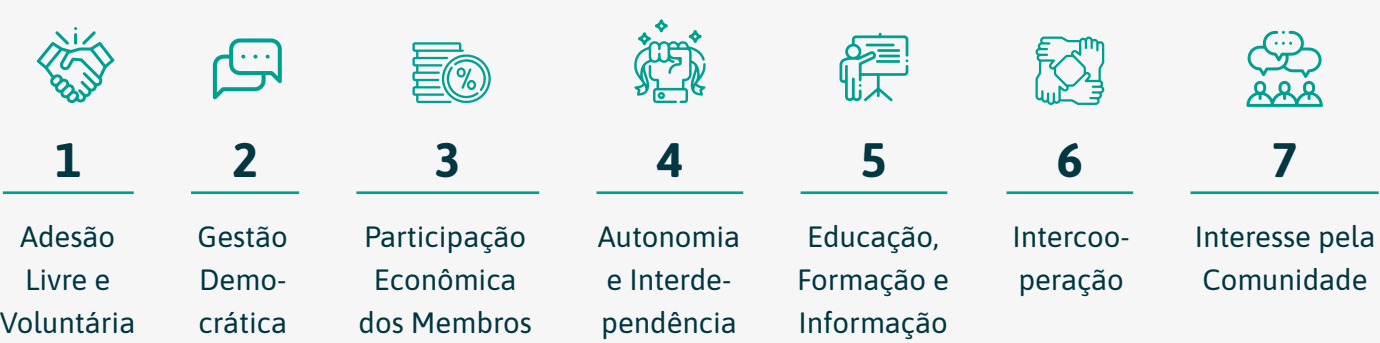 1
Adesão
Livre e
Voluntária
2
Gestão
Demo-
crática
3
%
Participação
Econômica
dos Membros
4
Autonomia
e Interde-
pendência
5
Educação,
Formação e
Informação
6
Intercoo-
peração
7
Interesse pela
Comunidade